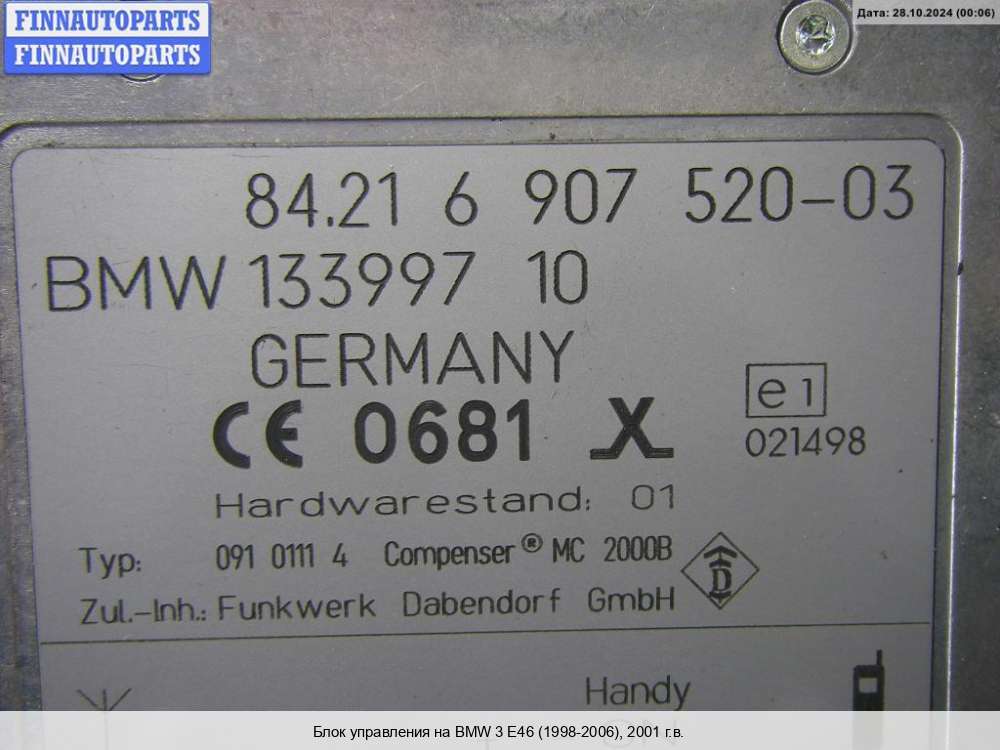 FINNAUTOPARTS
FINNAUTOPARTS
Дата: 28.10.2024 (00:06)
84.21 6 907 520-03
BMW 133997 10
GERMANY
CE 0681 X
e1
021498
Hardwarestand: 01
Typ: 091 0111 4 Compenser® MC 2000B
D
Zul.-Inh.: Funkwerk Dabendorf GmbH
Handy
Блок управления на BMW 3 E46 (1998-2006), 2001 г.в.